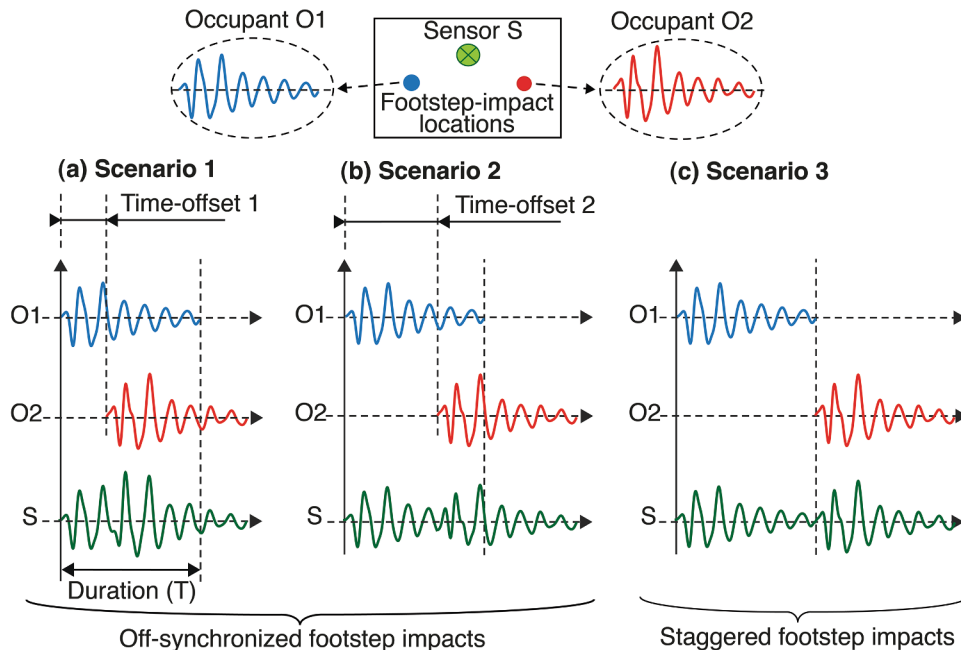 Occupant O1
Sensor S
Occupant O2
Footstep-impact
locations
(a) Scenario 1
(b) Scenario 2
(c) Scenario 3
Time-offset 1
Time-offset 2
O1
O1
O1
O2
O2
O2
S
S
S
Duration (T)
Off-synchronized footstep impacts
Staggered footstep impacts